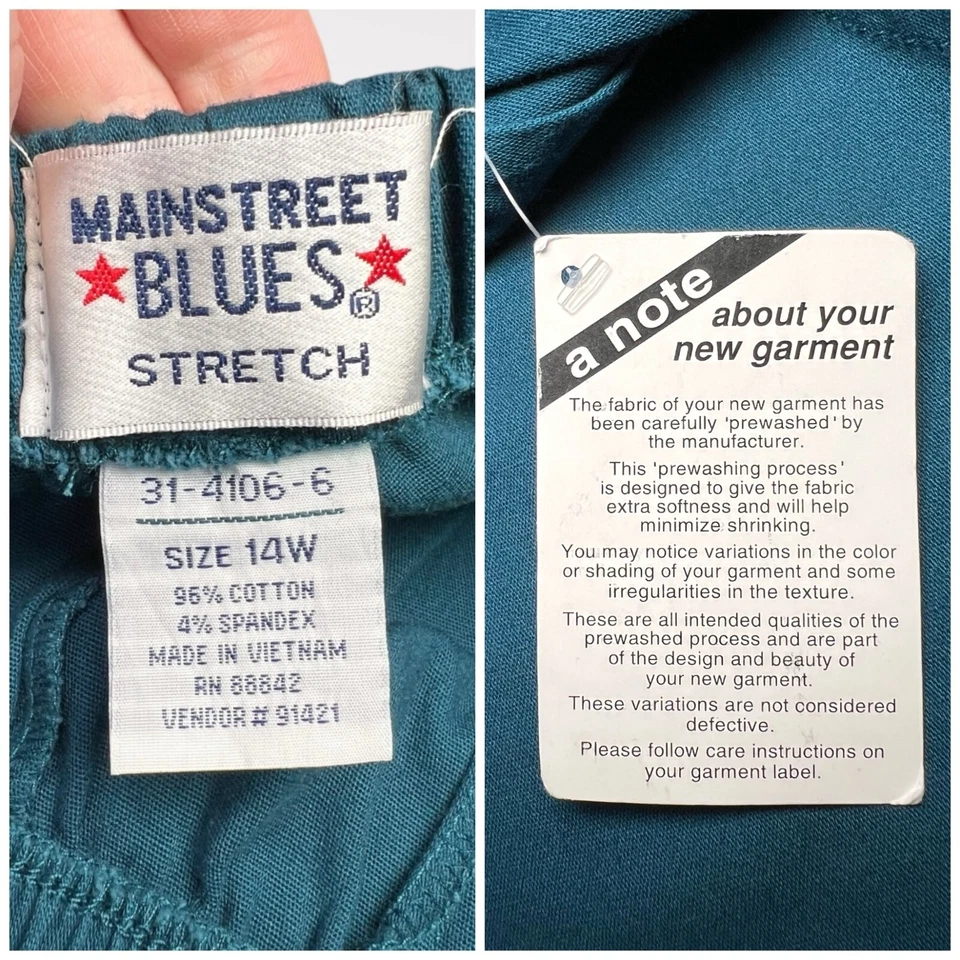 MAINSTREET
BLUES®
STRETCH
31-4106-6
SIZE 14W
96% COTTON
4% SPANDEX
MADE IN VIETNAM
RN 88842
VENDOR # 91421
a note
about your
new garment
The fabric of your new garment has
been carefully 'prewashed' by
the manufacturer.
This 'prewashing process'
is designed to give the fabric
extra softness and will help
minimize shrinking.
You may notice variations in the color
or shading of your garment and some
irregularities in the texture.
These are all intended qualities of the
prewashed process and are part
of the design and beauty of
your new garment.
These variations are not considered
defective.
Please follow care instructions on
your garment label.